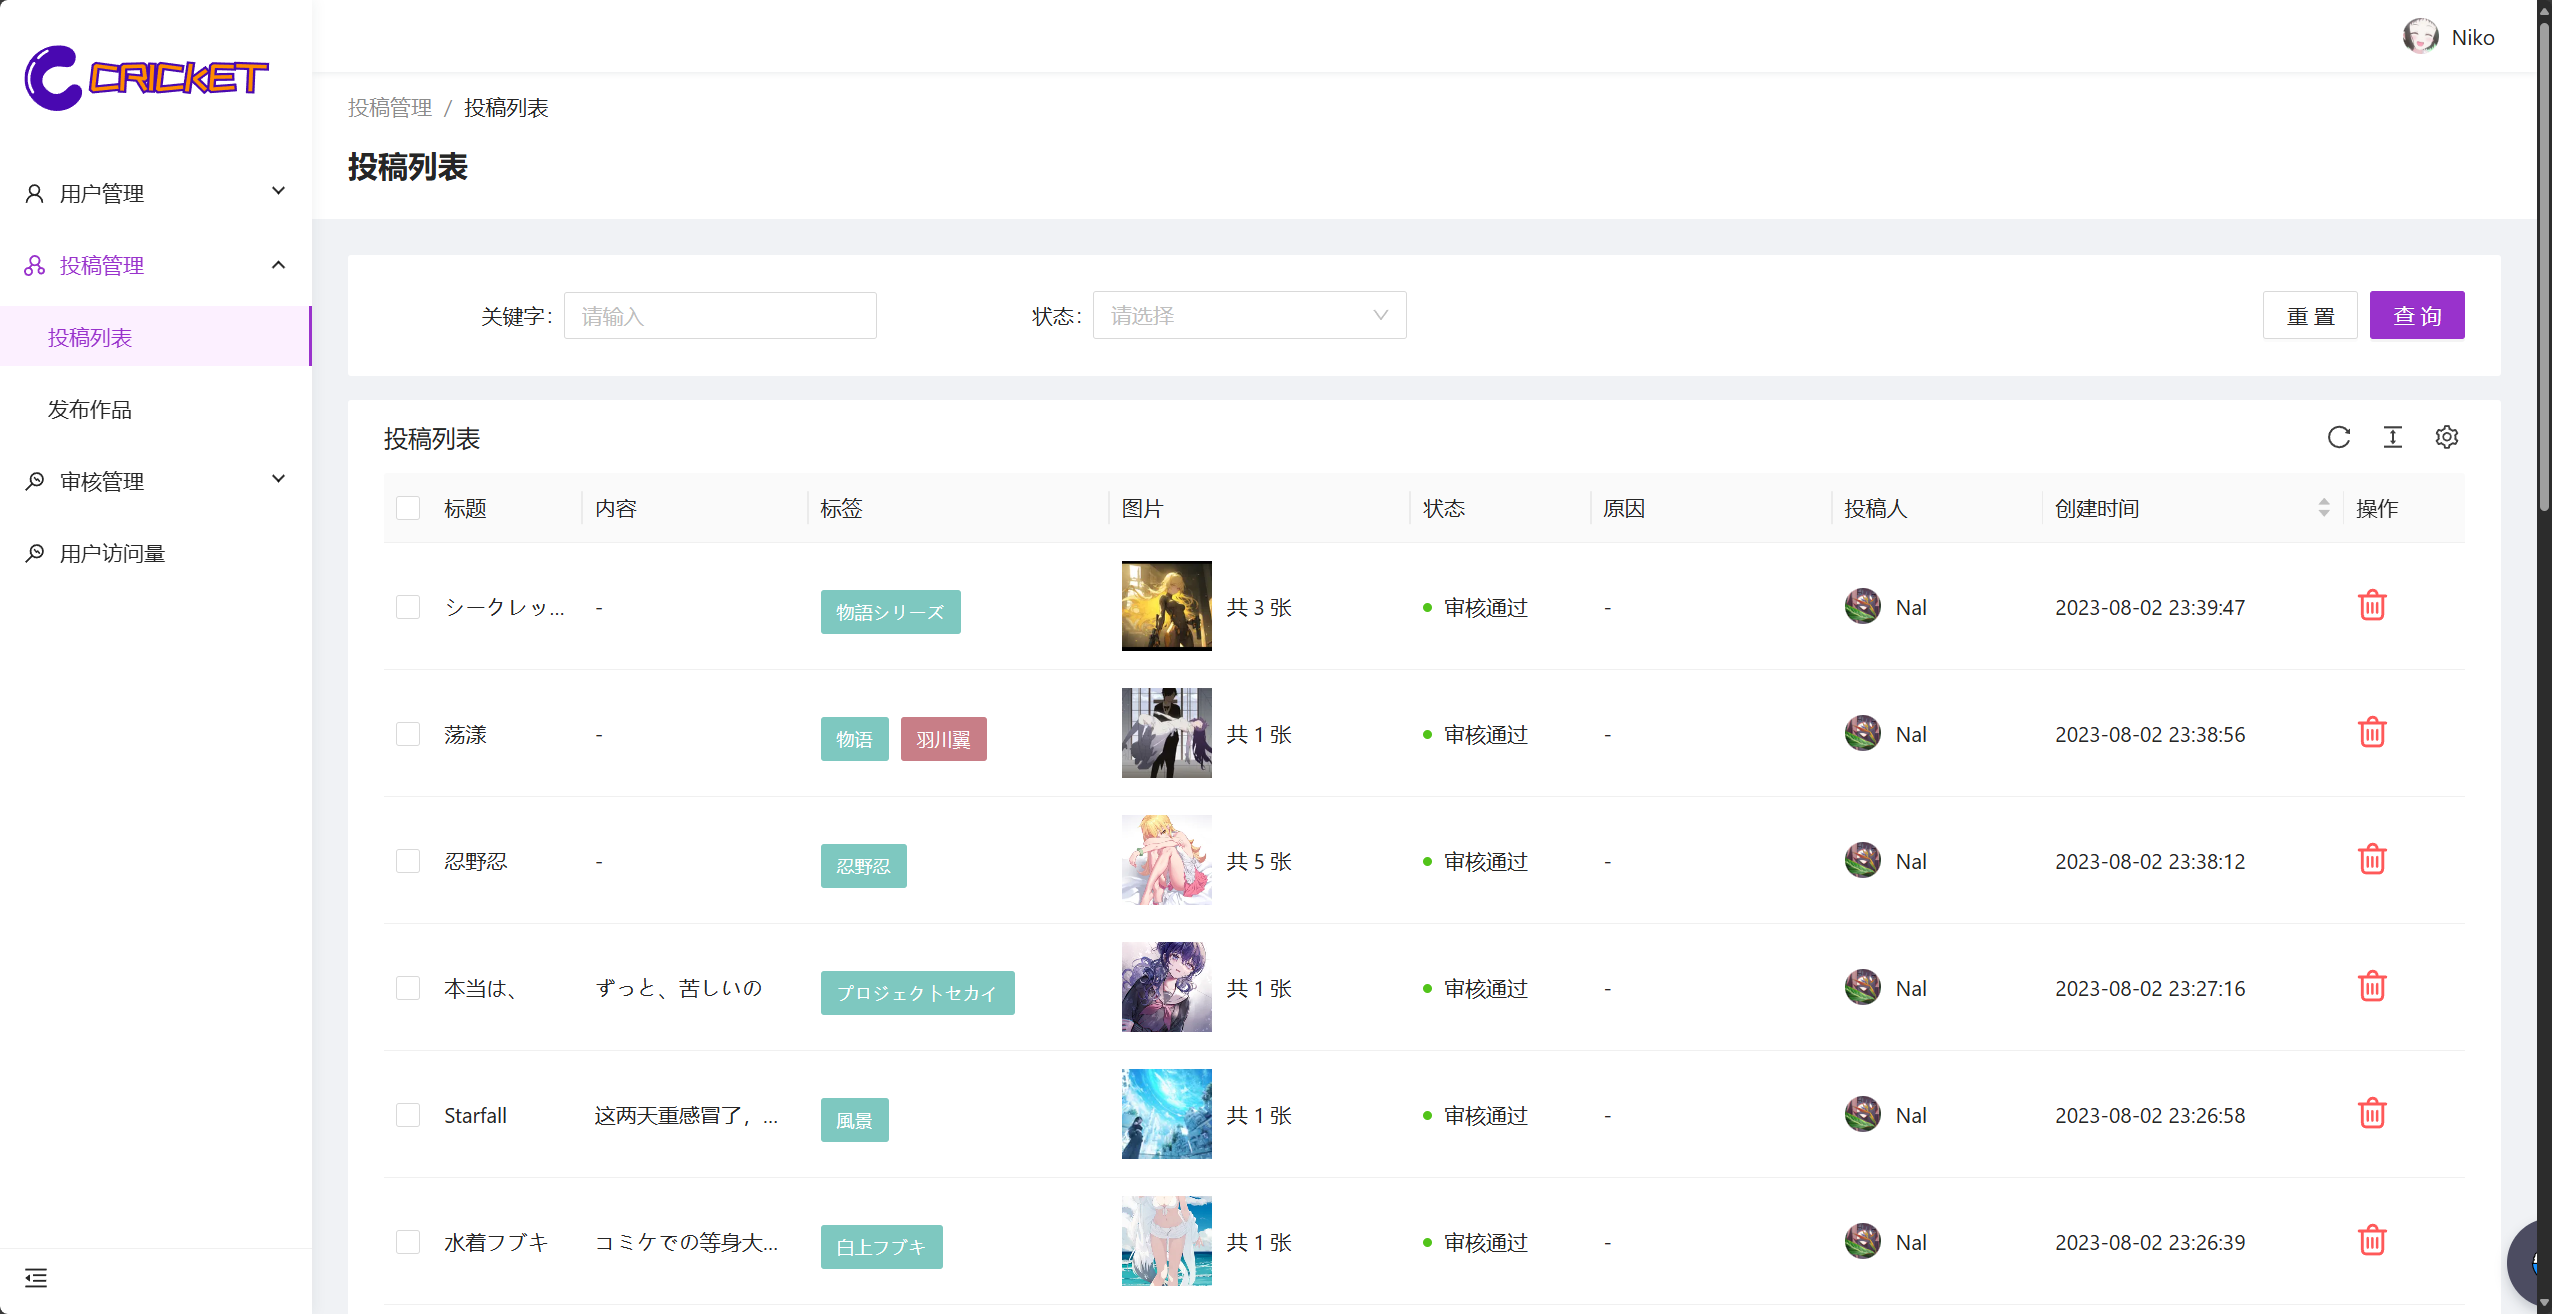 CRICKET
Niko
用户管理
投稿管理
投稿列表
发布作品
审核管理
用户访问量
投稿管理 / 投稿列表
投稿列表
关键字: 请输入
状态: 请选择
重 置
查 询
投稿列表
标题 内容 标签 图片 状态 原因 投稿人 创建时间 操作
シークレッ... - 物語シリーズ 共 3 张 审核通过 - Nal 2023-08-02 23:39:47
荡漾 - 物语 羽川翼 共 1 张 审核通过 - Nal 2023-08-02 23:38:56
忍野忍 - 忍野忍 共 5 张 审核通过 - Nal 2023-08-02 23:38:12
本当は、 ずっと、苦しいの プロジェクトセカイ 共 1 张 审核通过 - Nal 2023-08-02 23:27:16
Starfall 这两天重感冒了，... 風景 共 1 张 审核通过 - Nal 2023-08-02 23:26:58
水着フブキ コミケでの等身大... 白上フブキ 共 1 张 审核通过 - Nal 2023-08-02 23:26:39